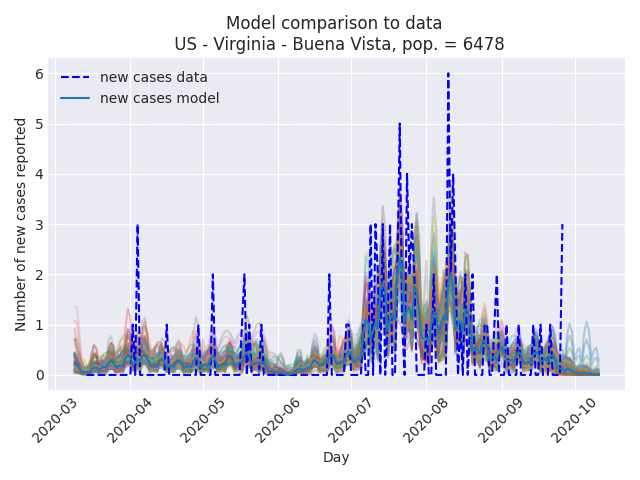 Model comparison to data
US - Virginia - Buena Vista, pop. = 6478
new cases data
new cases model
Number of new cases reported
6
5
4
3
2
1
0
2020-03
2020-04
2020-05
2020-06
2020-07
2020-08
2020-09
2020-10
Day